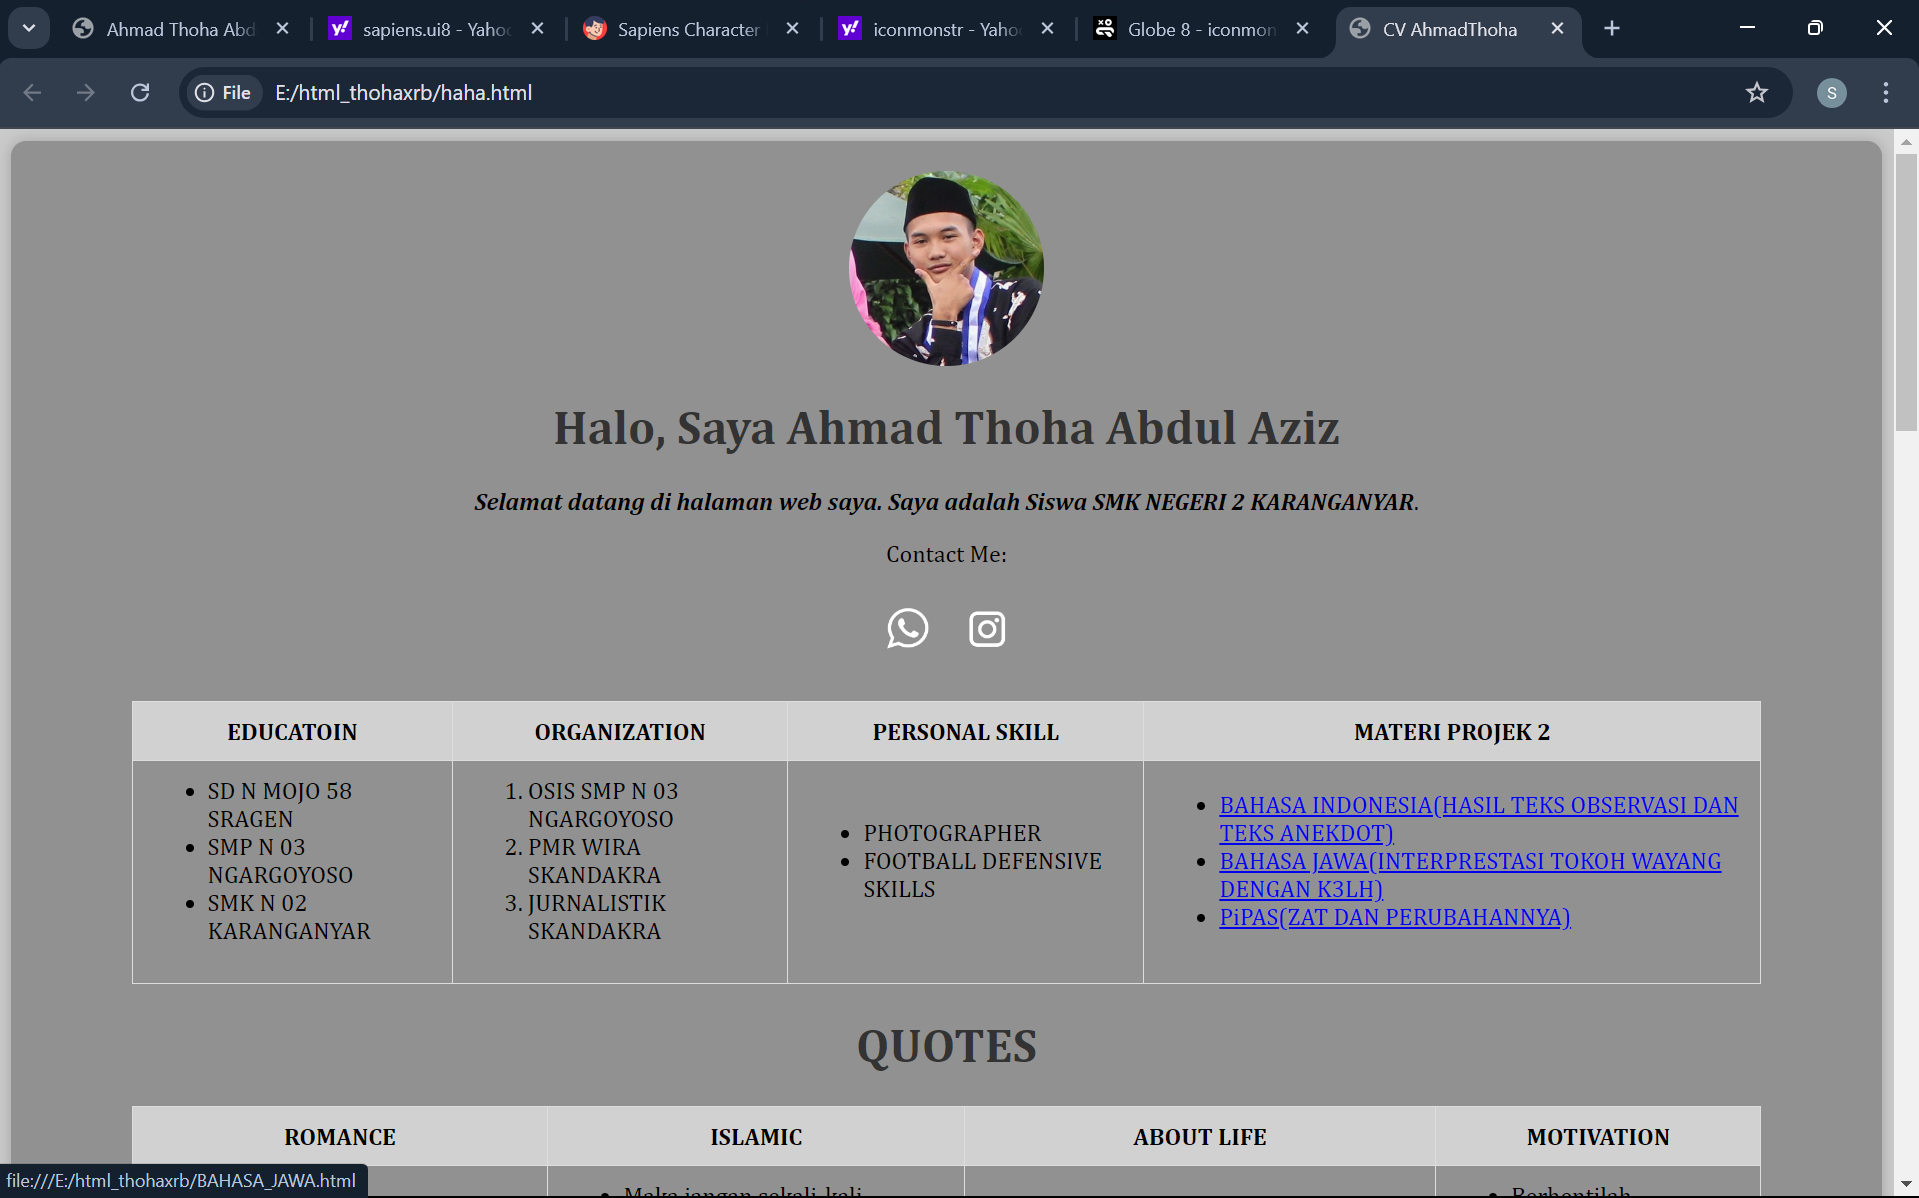 Ahmad Thoha Abd
sapiens.ui8 - Yahoo
Sapiens Character
iconmonstr - Yahoo
Globe 8 - iconmon
CV AhmadThoha
File
E:/html_thohaxrb/haha.html
S
Halo, Saya Ahmad Thoha Abdul Aziz
Selamat datang di halaman web saya. Saya adalah Siswa SMK NEGERI 2 KARANGANYAR.
Contact Me:
EDUCATOIN
ORGANIZATION
PERSONAL SKILL
MATERI PROJEK 2
SD N MOJO 58
SRAGEN
SMP N 03
NGARGOYOSO
SMK N 02
KARANGANYAR
1. OSIS SMP N 03
NGARGOYOSO
2. PMR WIRA
SKANDAKRA
3. JURNALISTIK
SKANDAKRA
PHOTOGRAPHER
FOOTBALL DEFENSIVE
SKILLS
BAHASA INDONESIA(HASIL TEKS OBSERVASI DAN
TEKS ANEKDOT)
BAHASA JAWA(INTERPRESTASI TOKOH WAYANG
DENGAN K3LH)
PiPAS(ZAT DAN PERUBAHANNYA)
QUOTES
ROMANCE
ISLAMIC
ABOUT LIFE
MOTIVATION
Maka jangan sekali-kali
Berhentilah
file:///E:/html_thohaxrb/BAHASA_JAWA.html